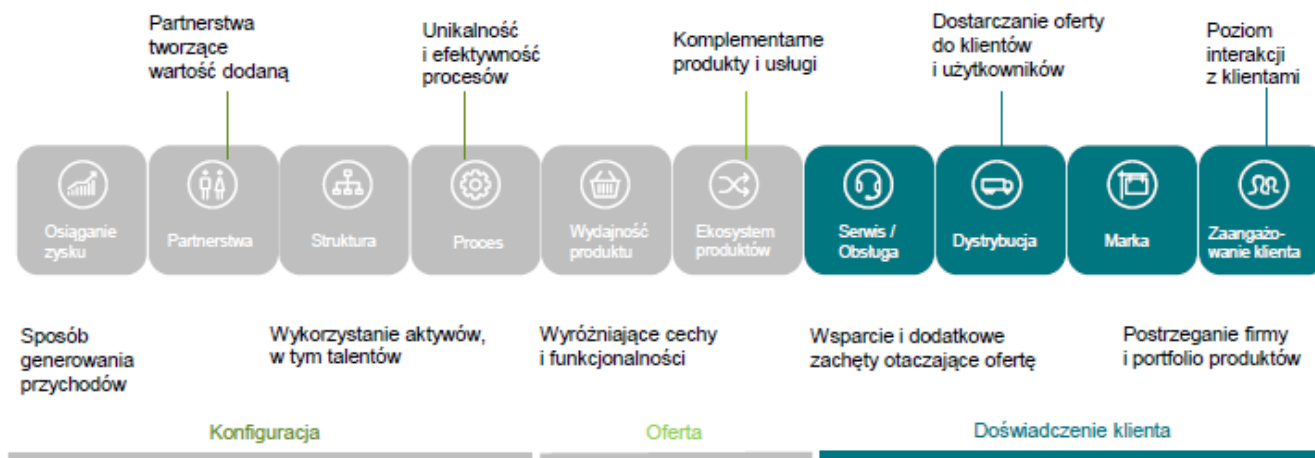 Partnerstwa
tworzące
wartość dodaną
Unikalność
i efektywność
procesów
Komplementarne
produkty i usługi
Dostarczanie oferty
do klientów
i użytkowników
Poziom
interakcji
z klientami
Osiąganie
zysku
Partnerstwa
Struktura
Proces
Wydajność
produktu
Ekosystem
produktów
Serwis /
Obsługa
Dystrybucja
Marka
Zaangażo-
wanie klienta
Sposób
generowania
przychodów
Wykorzystanie aktywów,
w tym talentów
Wyróżniające cechy
i funkcjonalności
Wsparcie i dodatkowe
zachęty otaczające ofertę
Postrzeganie firmy
i portfolio produktów
Konfiguracja
Oferta
Doświadczenie klienta